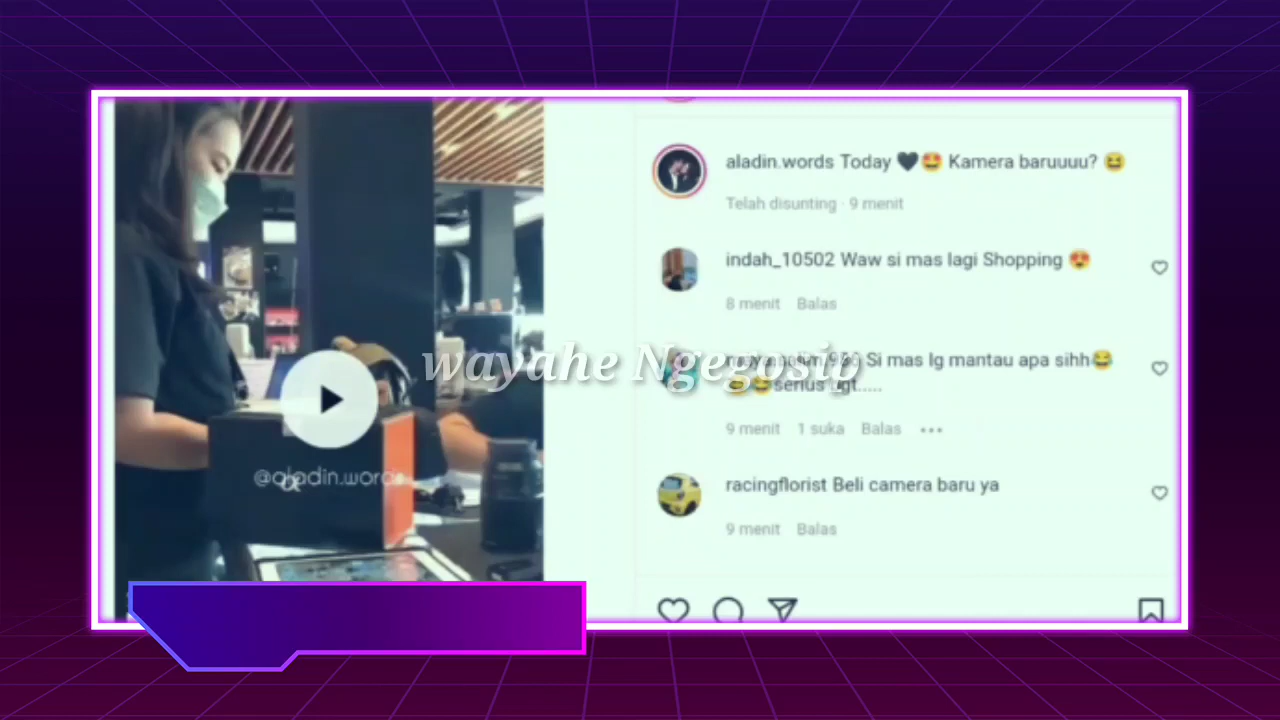 aladin.words Today 🖤😍 Kamera baruuuu? 😆
Telah disunting · 9 menit
indah_10502 Waw si mas lagi Shopping 😍
8 menit Balas
wayahe Ngegosip
Si mas lg mantau apa sihh😂
😂😂serius
9 menit 1 suka Balas •••
@aladin.words
racingflorist Beli camera baru ya
9 menit Balas